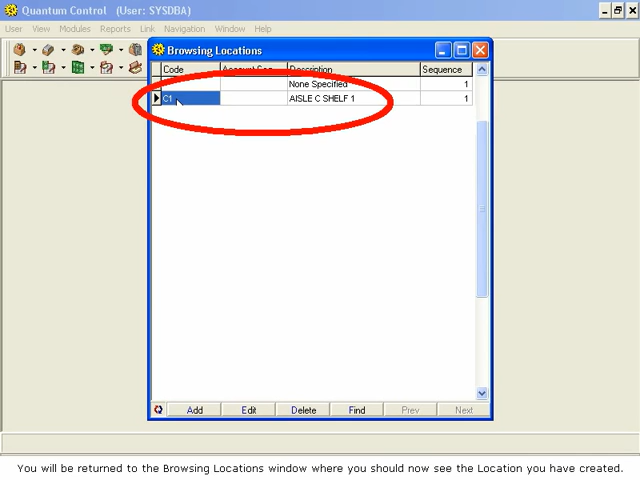 Quantum Control (User: SYSDBA)
User View Modules Reports Link Navigation Window Help
Browsing Locations
Code Account Seg Description Sequence
None Specified 1
C1 AISLE C SHELF 1 1
Add Edit Delete Find Prev Next
You will be returned to the Browsing Locations window where you should now see the Location you have created.